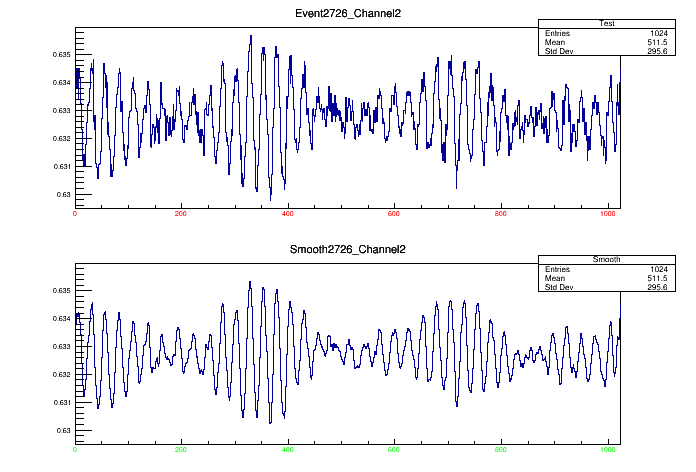 Event2726_Channel2
Test
Entries 1024
Mean 511.5
Std Dev 295.6
0.635
0.634
0.633
0.632
0.631
0.63
0 200 400 600 800 1000
Smooth2726_Channel2
Smooth
Entries 1024
Mean 511.5
Std Dev 295.6
0.635
0.634
0.633
0.632
0.631
0.63
0 200 400 600 800 1000